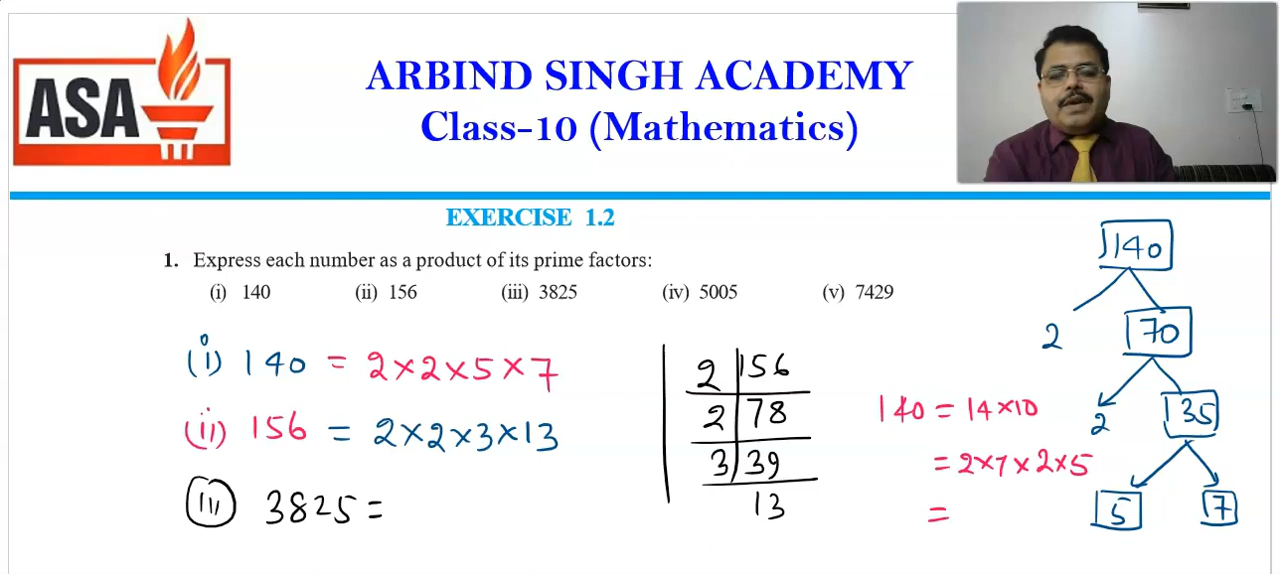 ASA
ARBIND SINGH ACADEMY
Class-10 (Mathematics)
EXERCISE 1.2
1. Express each number as a product of its prime factors:
(i) 140 (ii) 156 (iii) 3825 (iv) 5005 (v) 7429
(i) 140 = 2×2×5×7
(ii) 156 = 2×2×3×13
(iii) 3825 =
2 156
2 78
3 39
13
140 = 14×10
= 2×7×2×5
=
140
2 70
2 35
5 7